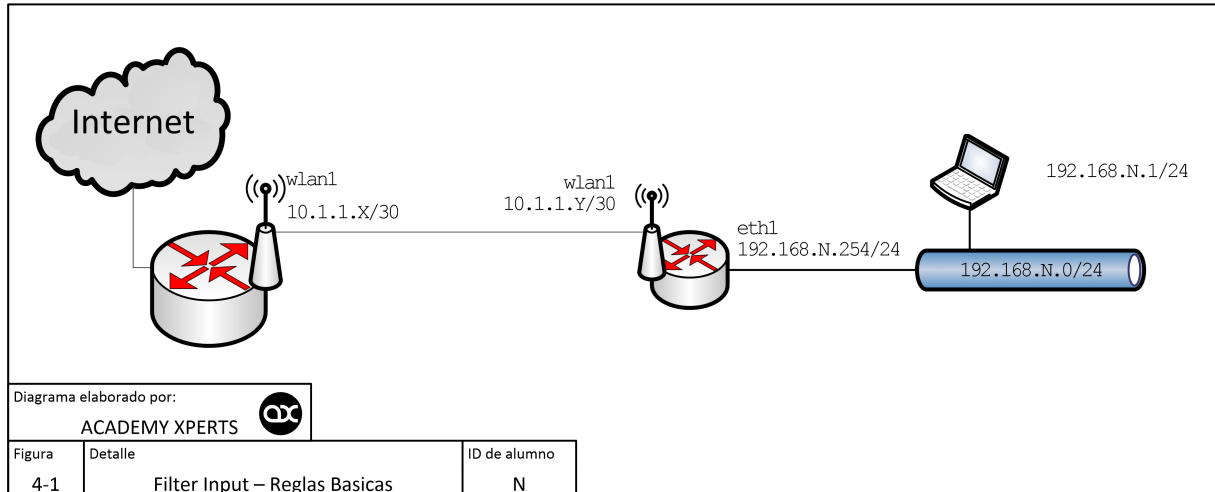 Internet
wlan1
10.1.1.X/30
wlan1
10.1.1.Y/30
eth1
192.168.N.254/24
192.168.N.1/24
192.168.N.0/24
Diagrama elaborado por:
ACADEMY XPERTS
ax
Figura
Detalle
ID de alumno
4-1
Filter Input – Reglas Basicas
N